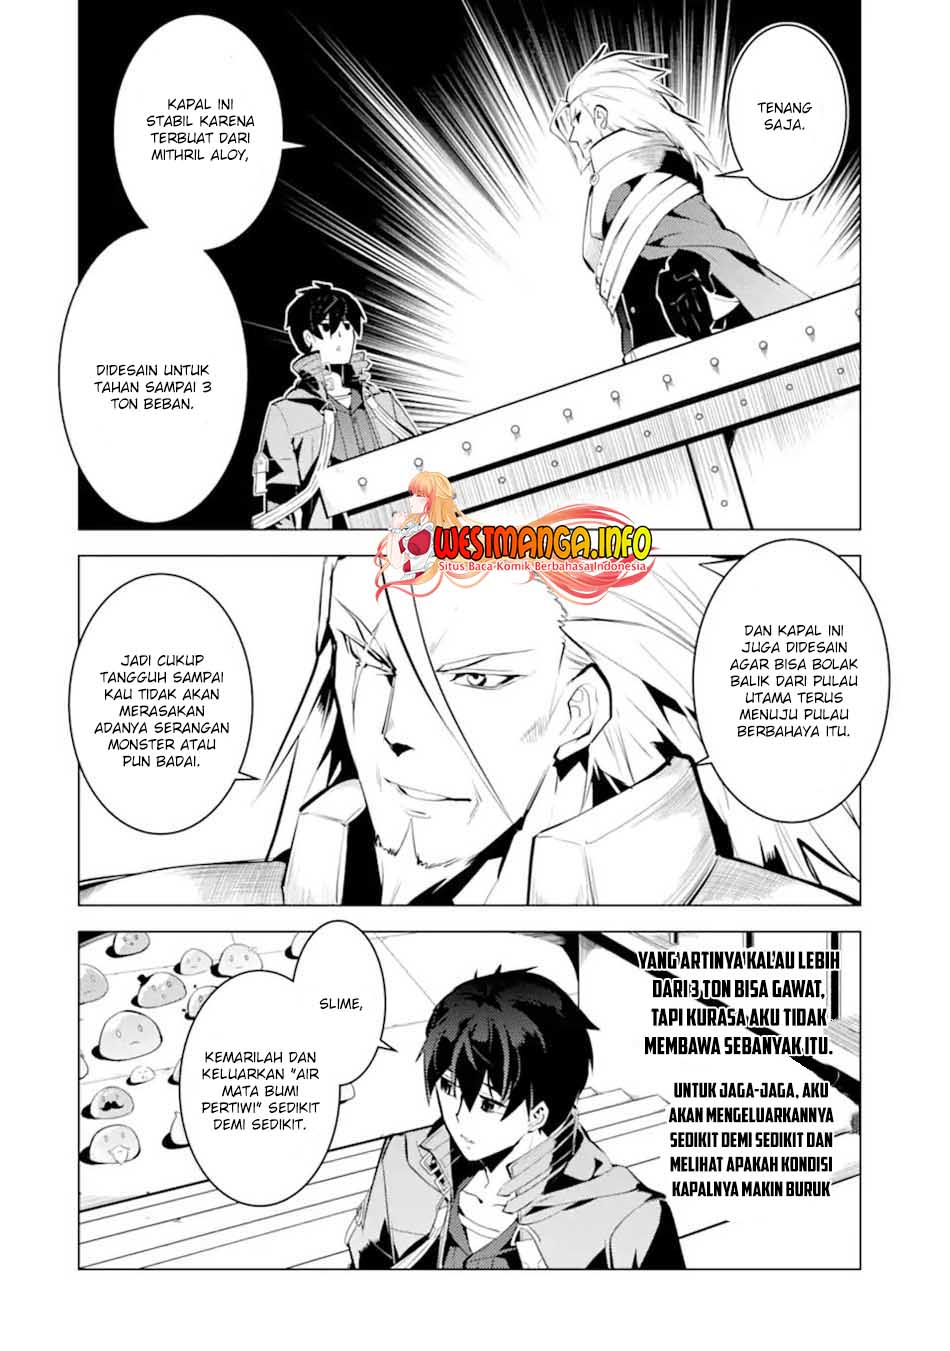 TENANG
SAJA.
KAPAL INI
STABIL KARENA
TERBUAT DARI
MITHRIL ALOY,
DIDESAIN UNTUK
TAHAN SAMPAI 3
TON BEBAN.
WESTMANGA.INFO
SITUS BACA KOMIK BERBAHASA INDONESIA
DAN KAPAL INI
JUGA DIDESAIN
AGAR BISA BOLAK
BALIK DARI PULAU
UTAMA TERUS
MENUJU PULAU
BERBAHAYA ITU.
JADI CUKUP
TANGGUH SAMPAI
KAU TIDAK AKAN
MERASAKAN
ADANYA SERANGAN
MONSTER ATAU
PUN BADAI.
YANG ARTINYA KALAU LEBIH
DARI 3 TON BISA GAWAT,
TAPI KURASA AKU TIDAK
MEMBAWA SEBANYAK ITU.
UNTUK JAGA-JAGA, AKU
AKAN MENGELUARKANNYA
SEDIKIT DEMI SEDIKIT DAN
MELIHAT APAKAH KONDISI
KAPALNYA MAKIN BURUK
SLIME,
KEMARILAH DAN
KELUARKAN "AIR
MATA BUMI
PERTIWI" SEDIKIT
DEMI SEDIKIT.